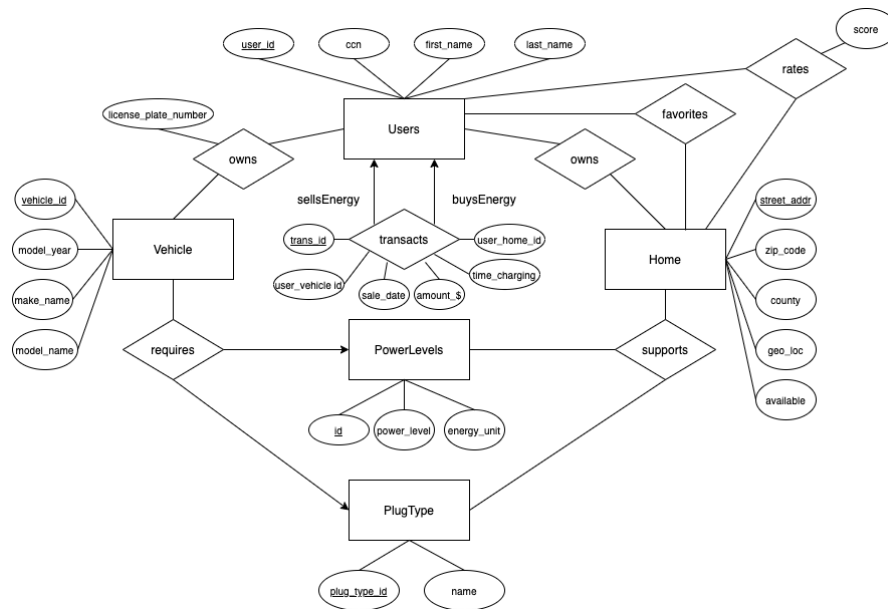 score
user_id
ccn
first_name
last_name
rates
license_plate_number
Users
favorites
owns
owns
sellsEnergy
buysEnergy
vehicle_id
street_addr
trans_id
transacts
user_home_id
Vehicle
model_year
Home
zip_code
user_vehicle id
time_charging
sale_date
amount_$
make_name
county
model_name
requires
PowerLevels
supports
geo_loc
available
id
power_level
energy_unit
PlugType
plug_type_id
name